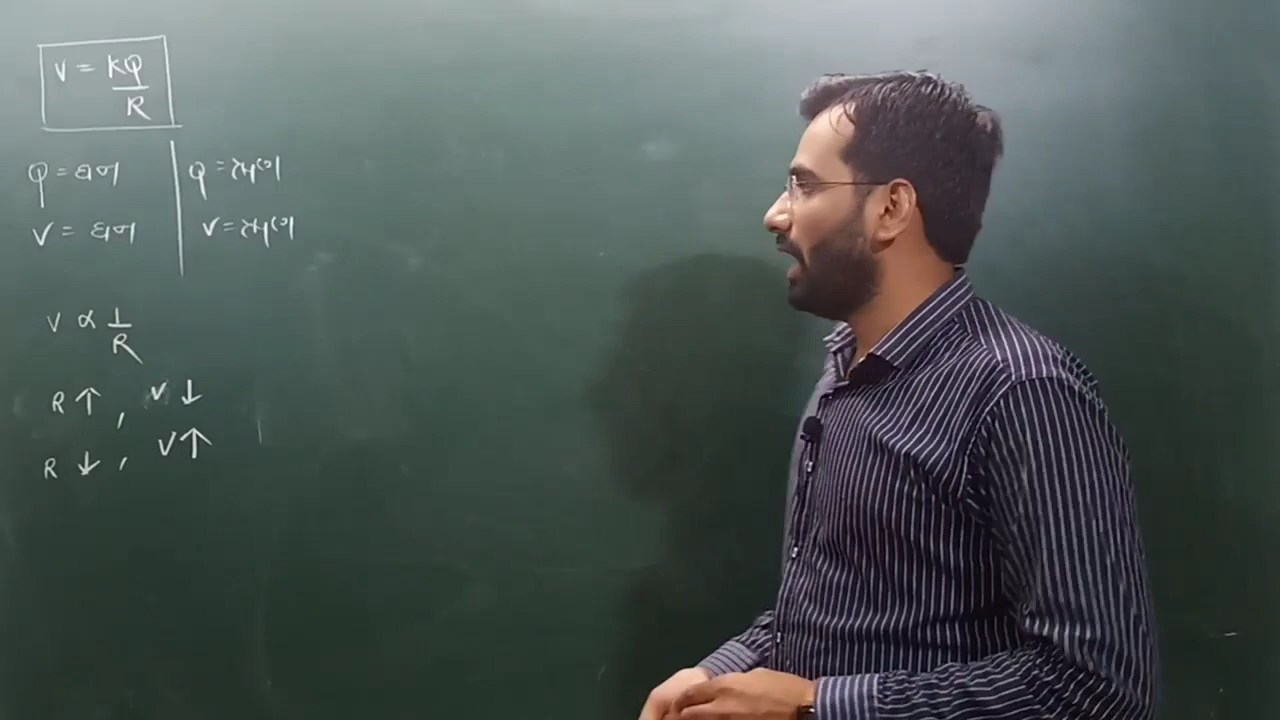 V = KQ/R
Q = ધન
V = ધન
Q = ઋણ
V = ઋણ
V ∝ 1/R
R ↑ , V ↓
R ↓ , V ↑